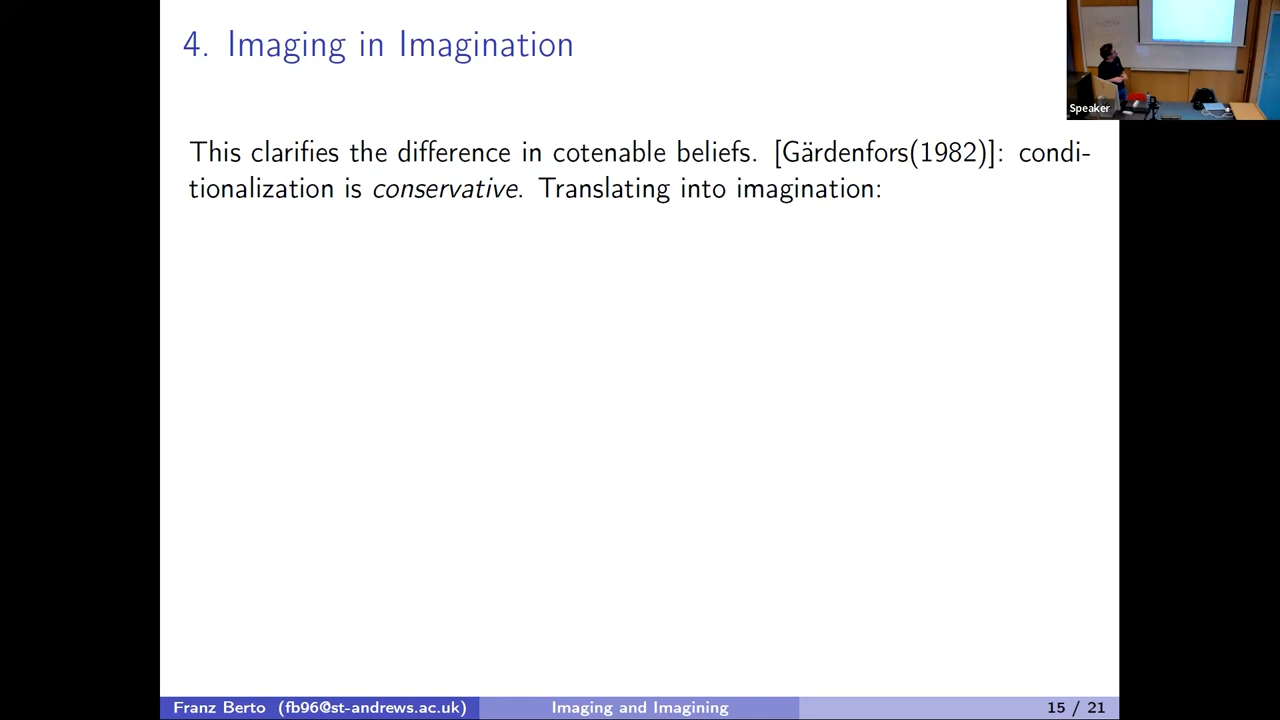 4. Imaging in Imagination
Speaker
This clarifies the difference in cotenable beliefs. [Gärdenfors(1982)]: condi-
tionalization is conservative. Translating into imagination:
Franz Berto (fb96@st-andrews.ac.uk)
Imaging and Imagining
15 / 21